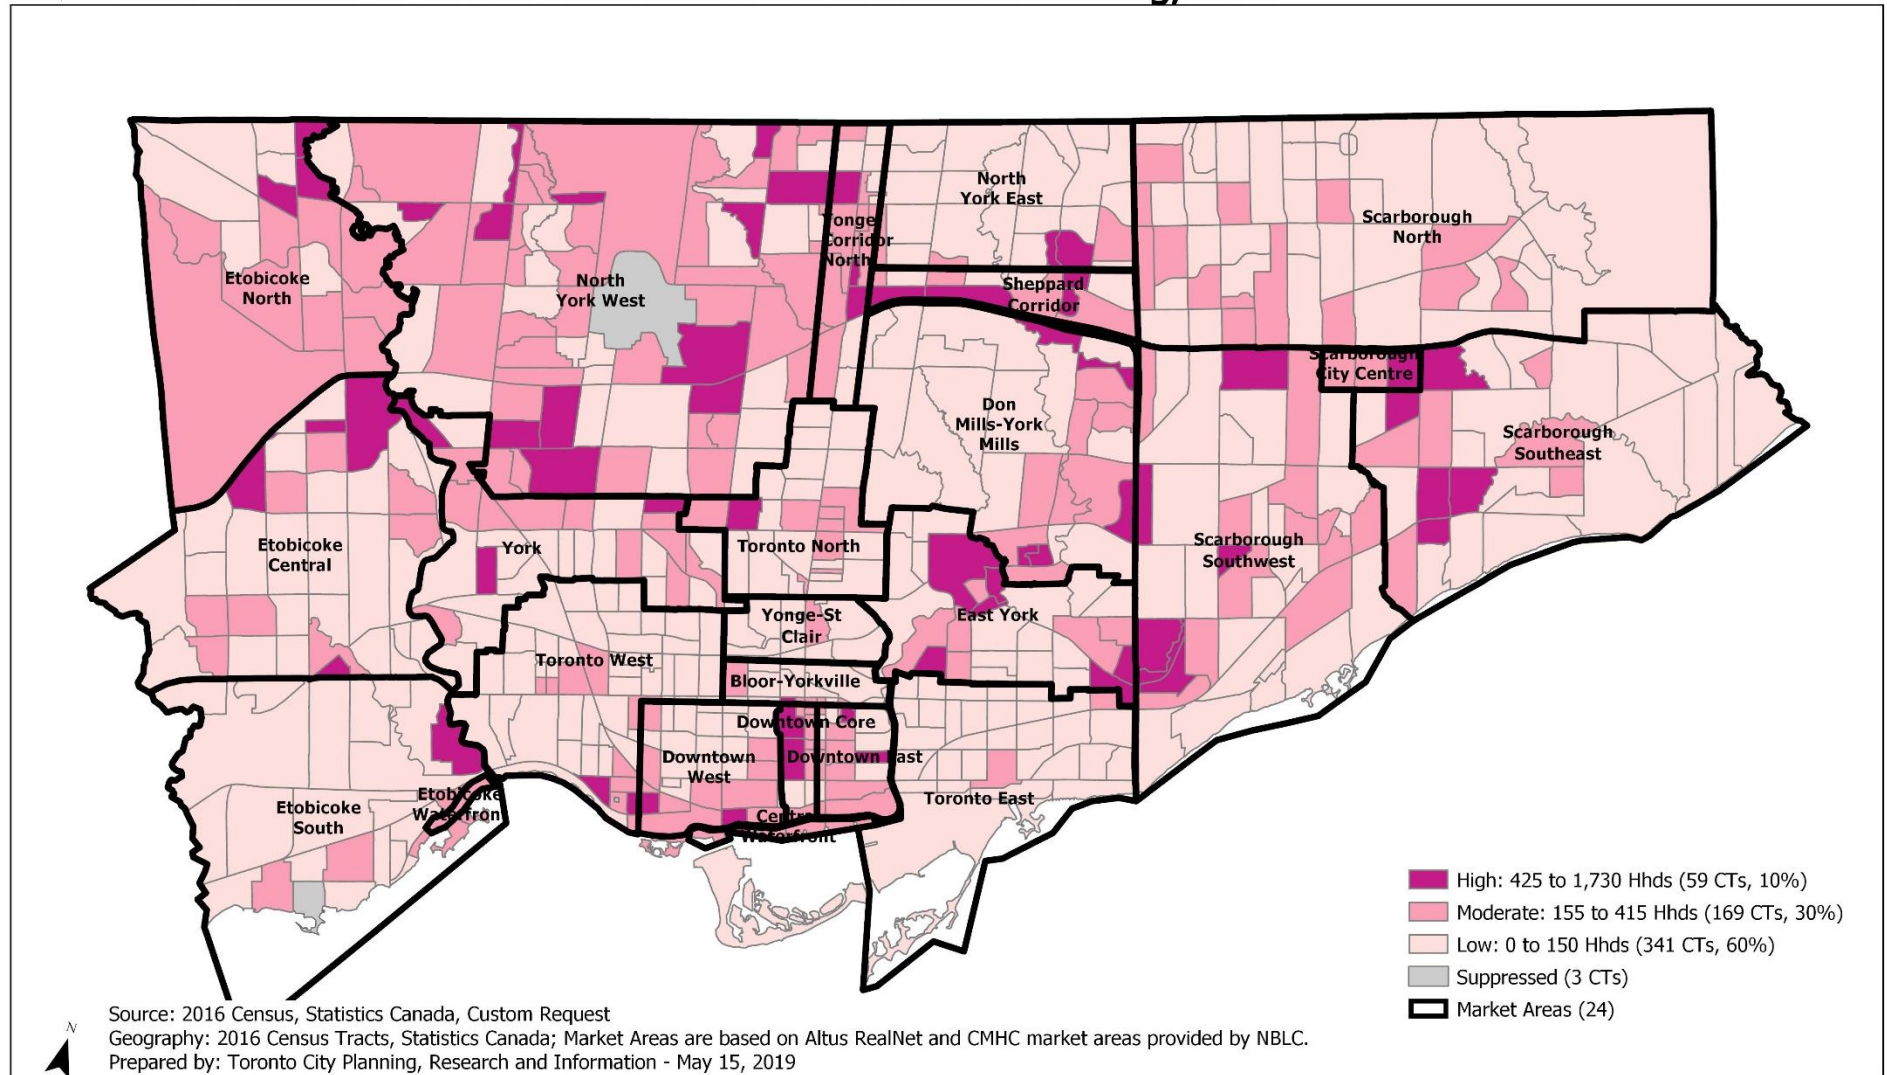 North
York East
Scarborough
North
Yonge
Corridor
North
Etobicoke
North
North
York West
Sheppard
Corridor
Scarborough
City Centre
Don
Mills-York
Mills
Scarborough
Southeast
Etobicoke
Central
York
Toronto North
Scarborough
Southwest
Yonge-St
Clair
East York
Toronto West
Bloor-Yorkville
Downtown Core
Downtown
West
Downtown East
Etobicoke
Waterfront
Etobicoke
South
Toronto East
Central
Waterfront
High: 425 to 1,730 Hhds (59 CTs, 10%)
Moderate: 155 to 415 Hhds (169 CTs, 30%)
Low: 0 to 150 Hhds (341 CTs, 60%)
Suppressed (3 CTs)
Market Areas (24)
N
Source: 2016 Census, Statistics Canada, Custom Request
Geography: 2016 Census Tracts, Statistics Canada; Market Areas are based on Altus RealNet and CMHC market areas provided by NBLC.
Prepared by: Toronto City Planning, Research and Information - May 15, 2019